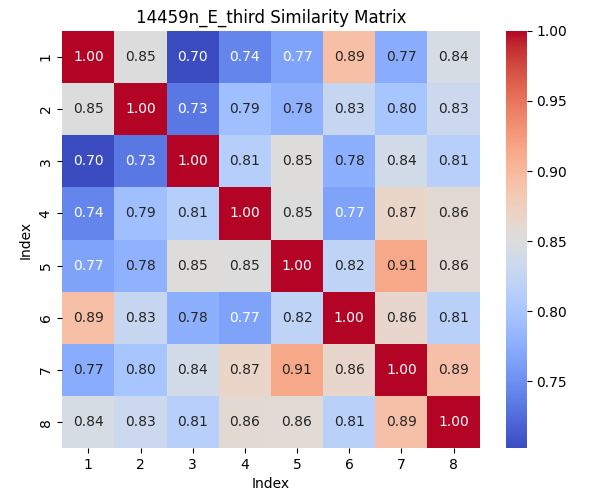 14459n_E_third Similarity Matrix
1 1.00 0.85 0.70 0.74 0.77 0.89 0.77 0.84
2 0.85 1.00 0.73 0.79 0.78 0.83 0.80 0.83
3 0.70 0.73 1.00 0.81 0.85 0.78 0.84 0.81
4 0.74 0.79 0.81 1.00 0.85 0.77 0.87 0.86
5 0.77 0.78 0.85 0.85 1.00 0.82 0.91 0.86
6 0.89 0.83 0.78 0.77 0.82 1.00 0.86 0.81
7 0.77 0.80 0.84 0.87 0.91 0.86 1.00 0.89
8 0.84 0.83 0.81 0.86 0.86 0.81 0.89 1.00
1 2 3 4 5 6 7 8
Index
Index
1.00
0.95
0.90
0.85
0.80
0.75